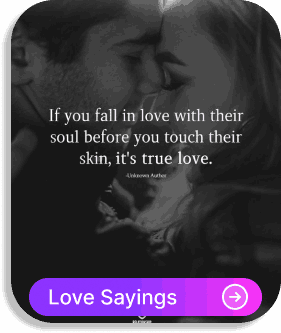 If you fall in love with their
soul before you touch their
skin, it's true love.
-Unknown Author
Love Sayings